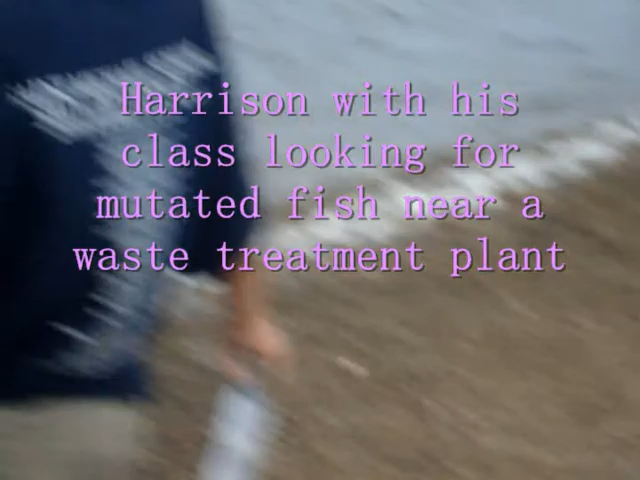 Harrison with his
class looking for
mutated fish near a
waste treatment plant